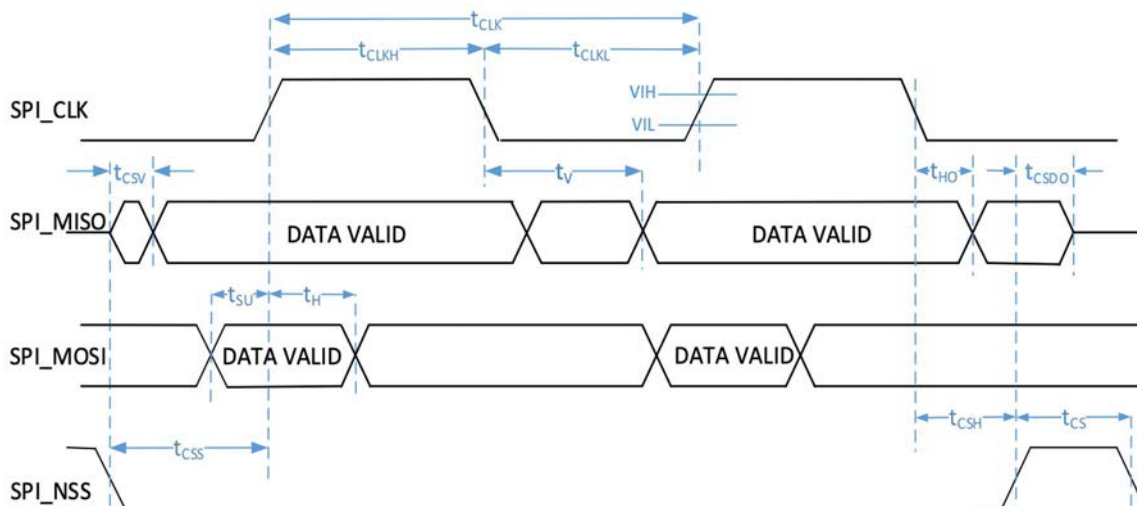 tCLK
tCLKH tCLKL
SPI_CLK VIH
VIL
tCSV tV tHO tCSDO
SPI_MISO DATA VALID DATA VALID
tSU tH
SPI_MOSI DATA VALID DATA VALID
tCSS tCSH tCS
SPI_NSS